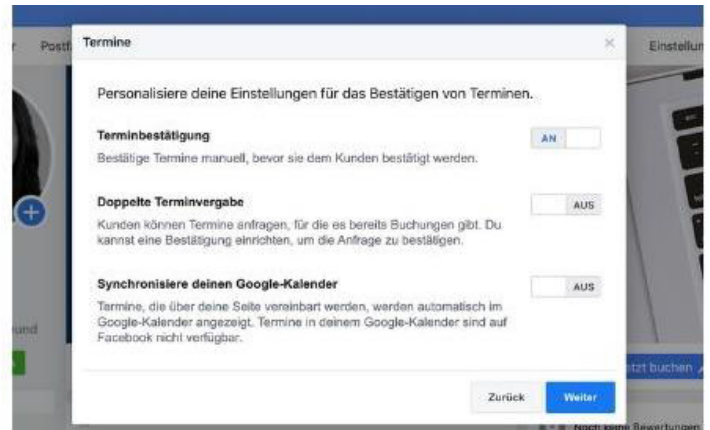 Postf
Termine
Einstellun
Personalisiere deine Einstellungen für das Bestätigen von Terminen.
Terminbestätigung
AN
Bestätige Termine manuell, bevor sie dem Kunden bestätigt werden.
Doppelte Terminvergabe
AUS
Kunden können Termine anfragen, für die es bereits Buchungen gibt. Du
kannst eine Bestätigung einrichten, um die Anfrage zu bestätigen.
Synchronisiere deinen Google-Kalender
AUS
Termine, die über deine Seite vereinbart werden, werden automatisch im
Google-Kalender angezeigt. Termine in deinem Google-Kalender sind auf
Facebook nicht verfügbar.
und
tzt buchen
Zurück
Weiter
Noch keine Bewertungen